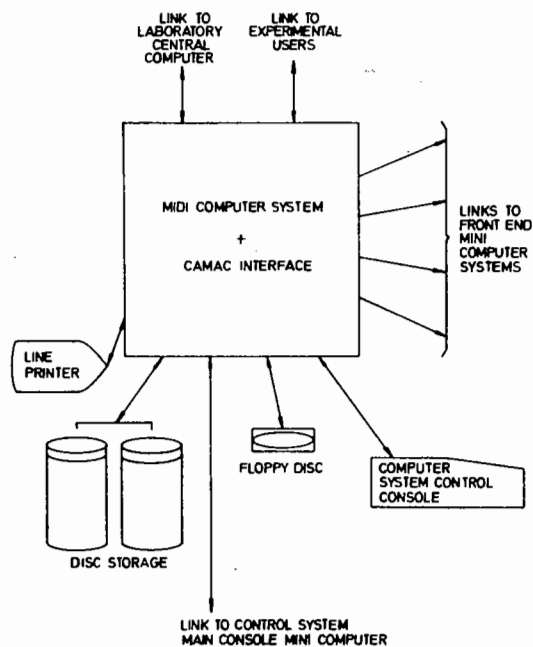 LINK TO
LABORATORY
CENTRAL
COMPUTER
LINK TO
EXPERIMENTAL
USERS
MIDI COMPUTER SYSTEM
+
CAMAC INTERFACE
LINKS TO
FRONT END
MINI
COMPUTER
SYSTEMS
LINE
PRINTER
DISC STORAGE
FLOPPY DISC
COMPUTER
SYSTEM CONTROL
CONSOLE
LINK TO CONTROL SYSTEM
MAIN CONSOLE MINI COMPUTER